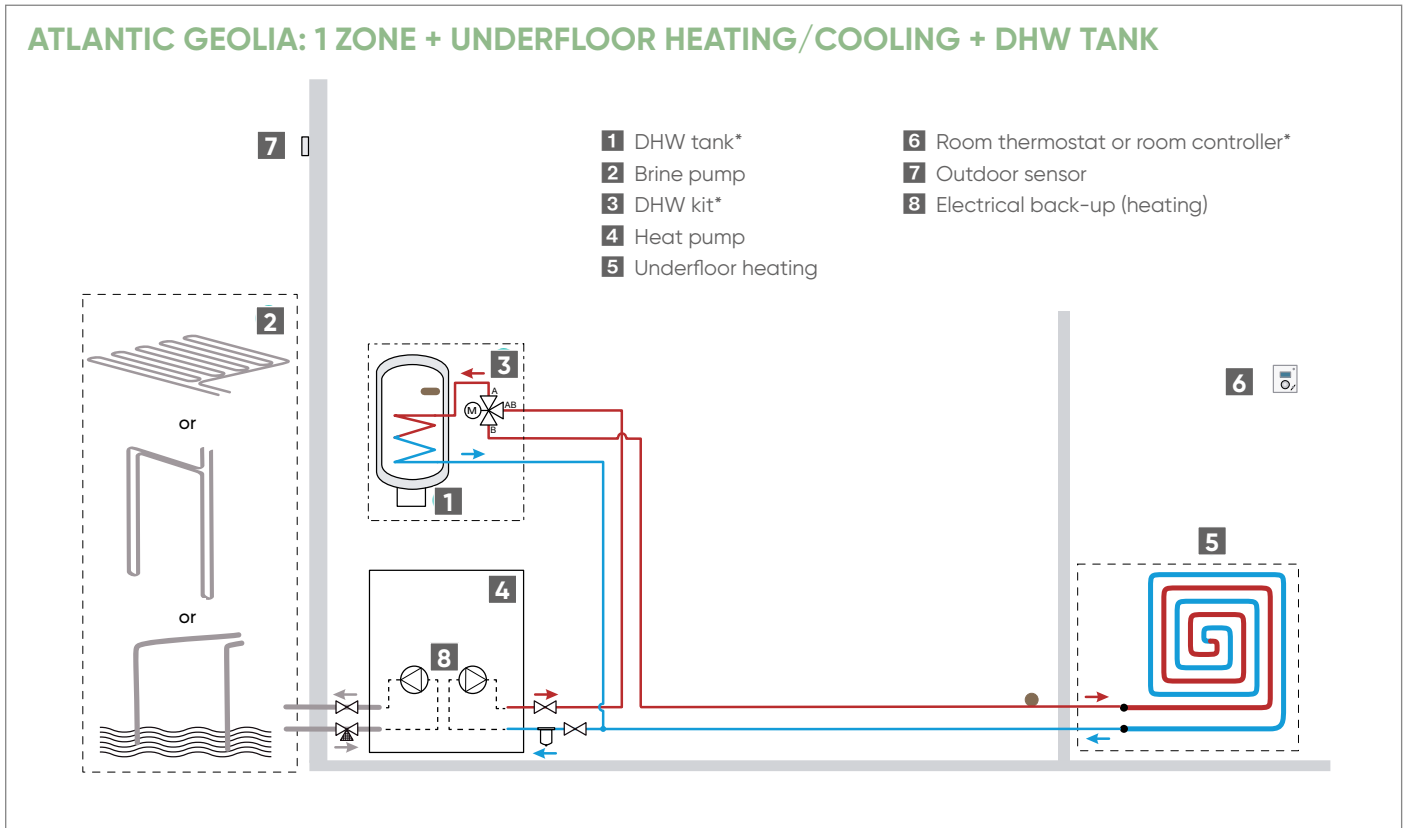 ATLANTIC GEOLIA: 1 ZONE + UNDERFLOOR HEATING/COOLING + DHW TANK
7
1 DHW tank*
2 Brine pump
3 DHW kit*
4 Heat pump
5 Underfloor heating
6 Room thermostat or room controller*
7 Outdoor sensor
8 Electrical back-up (heating)
2
or
or
3
A
M
AB
B
1
4
8
6
5